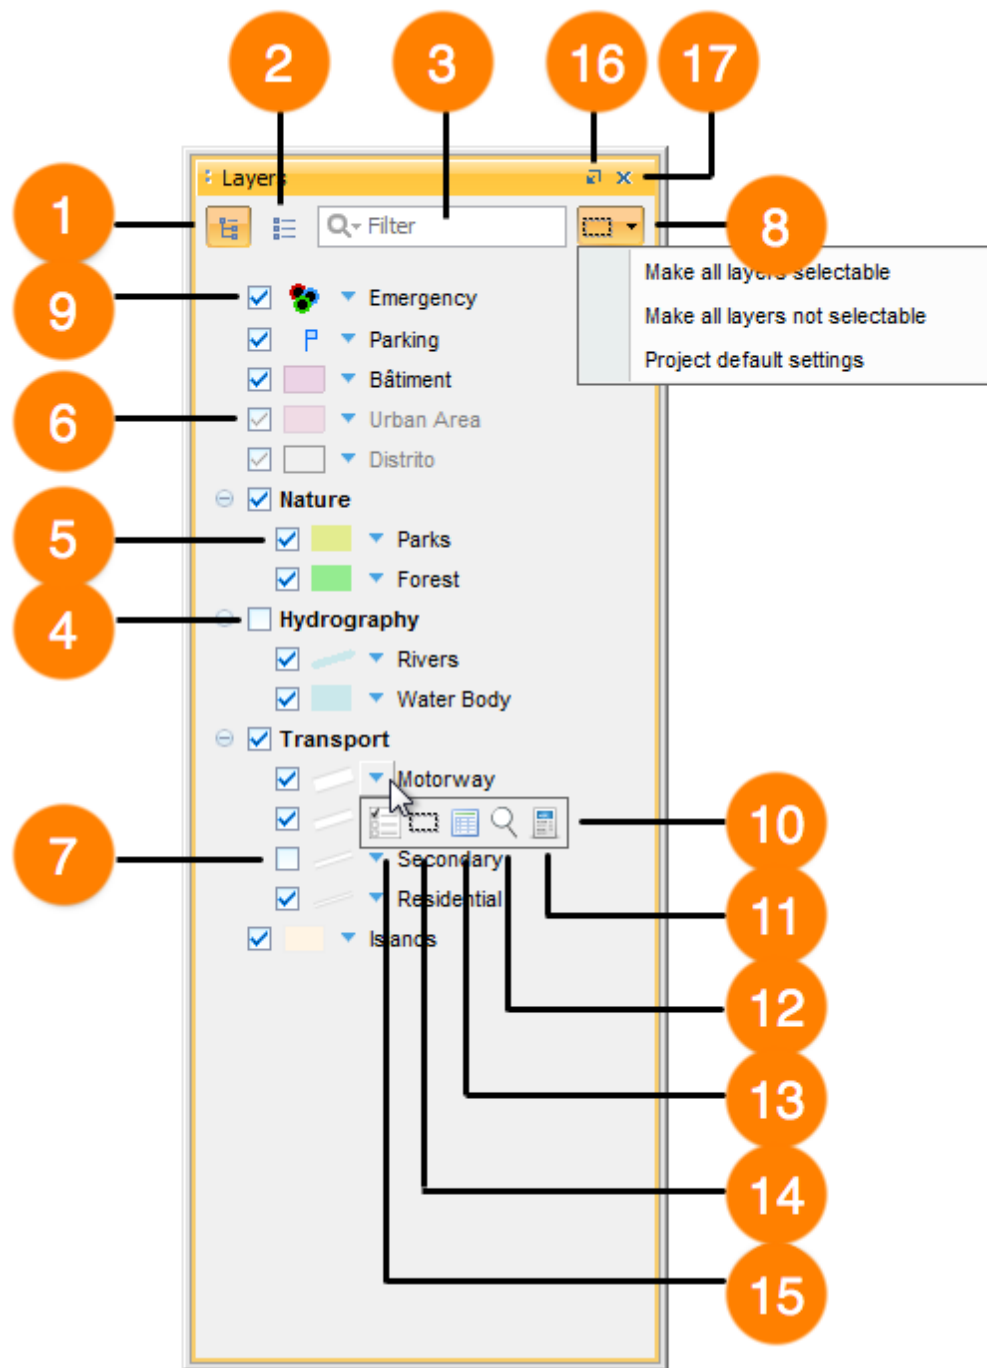 2
3
16
17
Layers
1
Filter
8
Make all layers selectable
Make all layers not selectable
Project default settings
9
Emergency
Parking
Bâtiment
6
Urban Area
Distrito
Nature
5
Parks
Forest
4
Hydrography
Rivers
Water Body
Transport
Motorway
10
7
Secondary
Residential
11
Islands
12
13
14
15